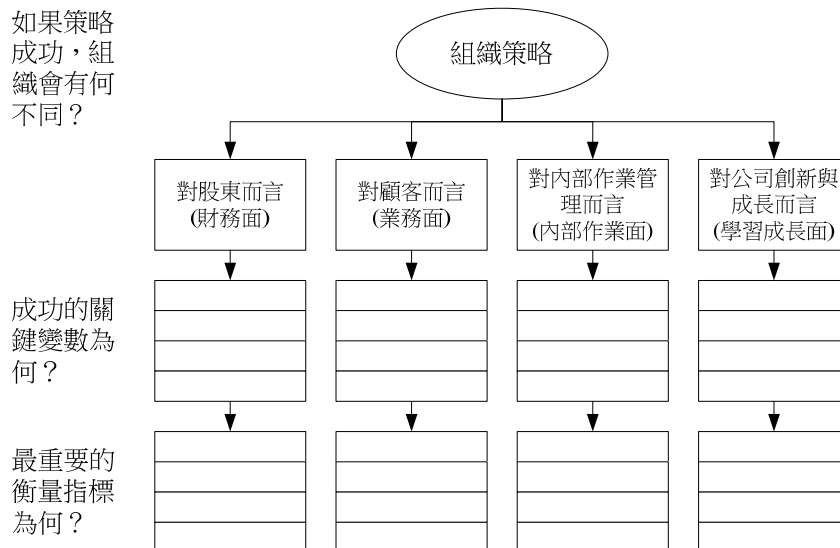 如果策略
成功，組
織會有何
不同？
組織策略
對股東而言
(財務面)
對顧客而言
(業務面)
對內部作業管
理而言
(內部作業面)
對公司創新與
成長而言
(學習成長面)
成功的關
鍵變數為
何？
最重要的
衡量指標
為何？